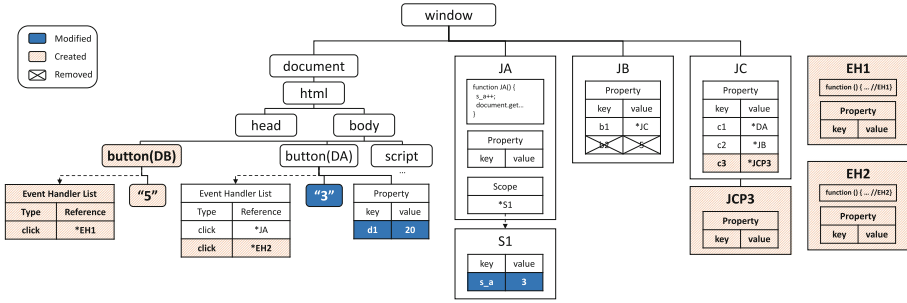 window
Modified
Created
Removed
document
html
head
body
button(DB)
button(DA)
script
...
Event Handler List
Type Reference
click *EH1
"5"
Event Handler List
Type Reference
click *JA
click *EH2
"3"
Property
key value
d1 20
JA
function JA() {
s_a++;
document.get...
}
Property
key value
Scope
*S1
S1
key value
s_a 3
JB
Property
key value
b1 *JC
b2 5
JC
Property
key value
c1 *DA
c2 *JB
c3 *JCP3
JCP3
Property
key value
EH1
function () { ... //EH1}
Property
key value
EH2
function () { ... //EH2}
Property
key value